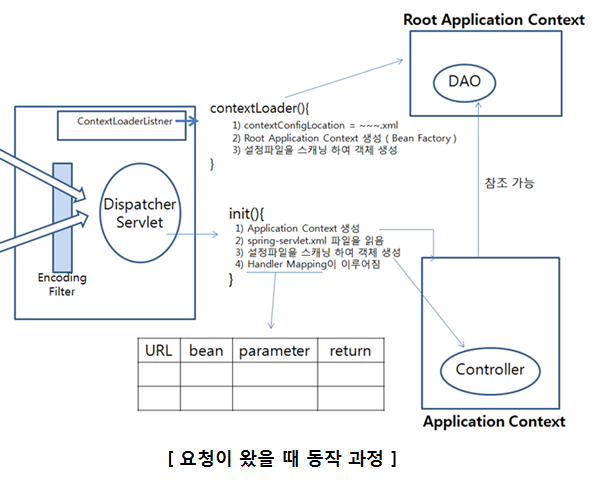 Root Application Context
DAO
ContextLoaderListner
contextLoader(){
1) contextConfigLocation = ~~~.xml
2) Root Application Context 생성 ( Bean Factory )
3) 설정파일을 스캐닝 하여 객체 생성
}
참조 가능
Dispatcher
Servlet
init(){
1) Application Context 생성
2) spring-servlet.xml 파일을 읽음
3) 설정파일을 스캐닝 하여 객체 생성
4) Handler Mapping이 이루어짐
}
Encoding
Filter
URL bean parameter return
Controller
Application Context
[ 요청이 왔을 때 동작 과정 ]